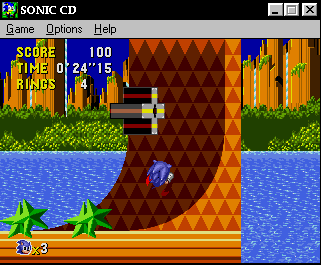 SONIC CD
Game Options Help
SCORE 100
TIME 0'24"15
RINGS 4
x3